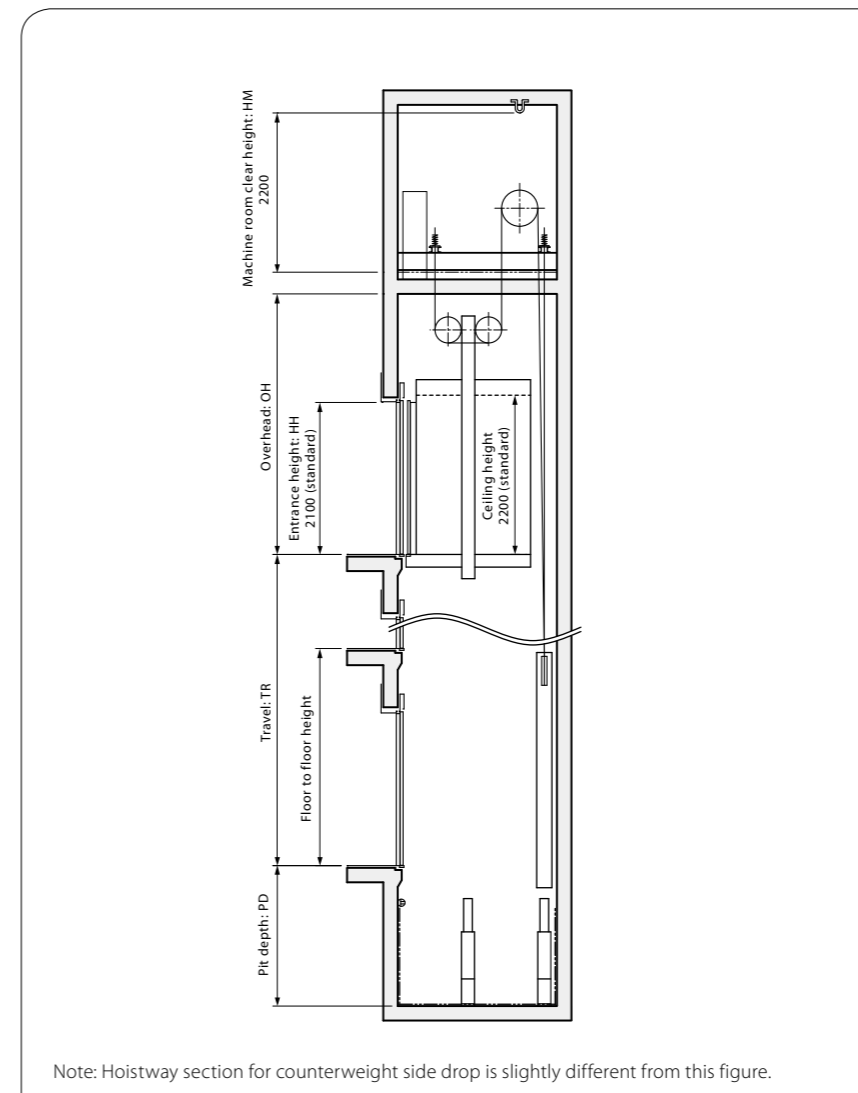 Machine room clear height: HM
2200
Overhead: OH
Entrance height: HH
2100 (standard)
Ceiling height
2200 (standard)
Travel: TR
Floor to floor height
Pit depth: PD
Note: Hoistway section for counterweight side drop is slightly different from this figure.